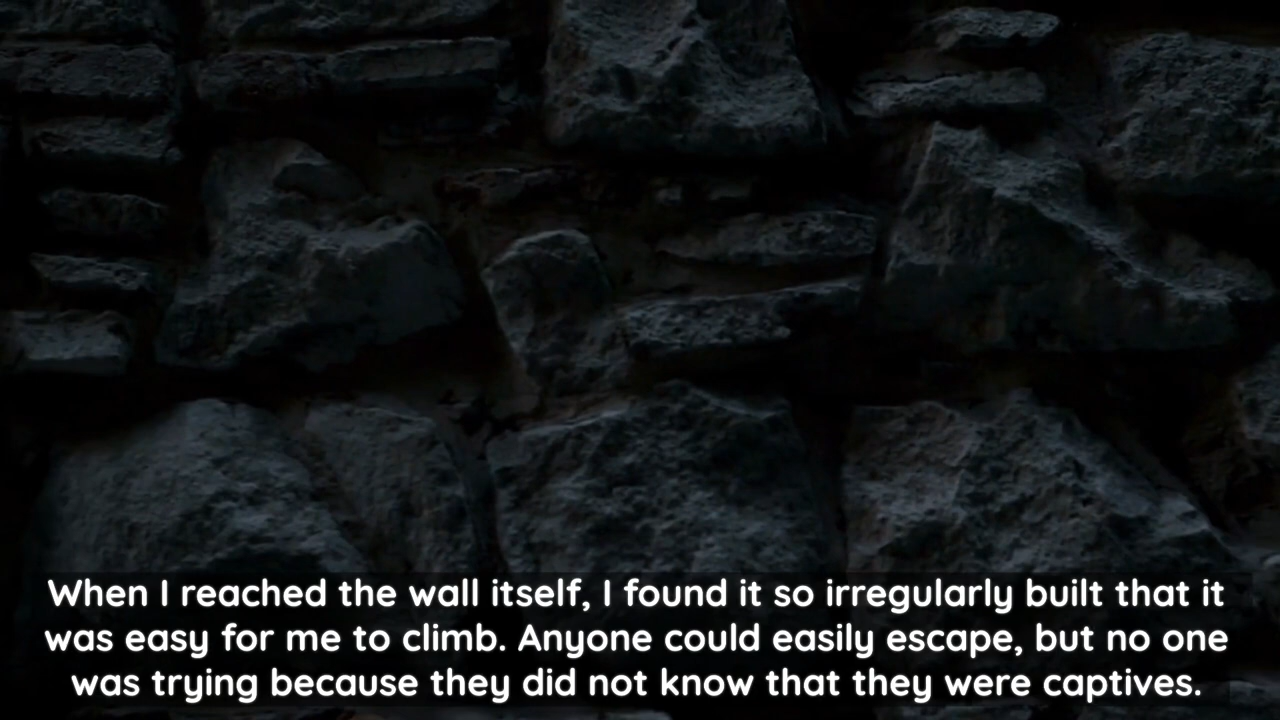 When I reached the wall itself, I found it so irregularly built that it
was easy for me to climb. Anyone could easily escape, but no one
was trying because they did not know that they were captives.